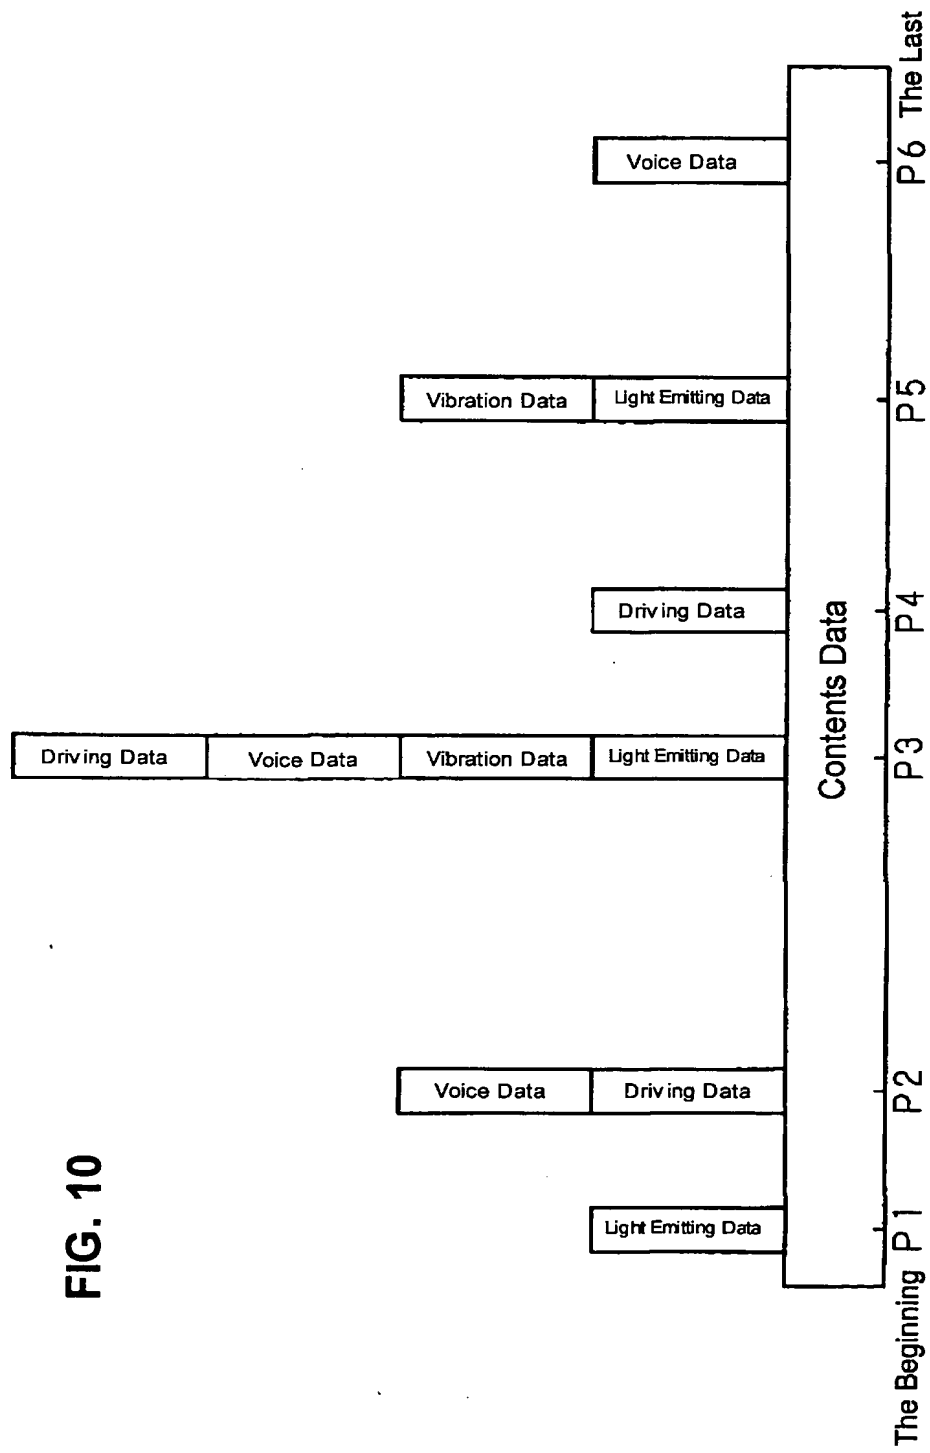 FIG. 10
Light Emitting Data
Voice Data
Driving Data
Driving Data
Voice Data
Vibration Data
Light Emitting Data
Driving Data
Vibration Data
Light Emitting Data
Voice Data
Contents Data
The Beginning P1 P2 P3 P4 P5 P6 The Last